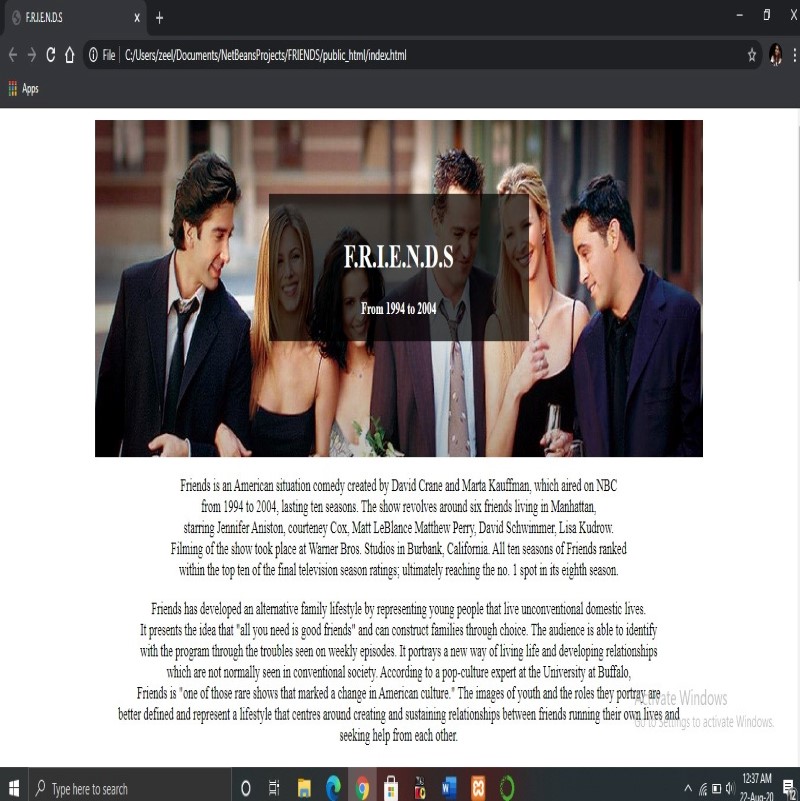 F.R.I.E.N.D.S
File
C:/Users/zeel/Documents/NetBeansProjects/FRIENDS/public_html/index.html
Apps
F.R.I.E.N.D.S
From 1994 to 2004
Friends is an American situation comedy created by David Crane and Marta Kauffman, which aired on NBC
from 1994 to 2004, lasting ten seasons. The show revolves around six friends living in Manhattan,
starring Jennifer Aniston, courteney Cox, Matt LeBlance Matthew Perry, David Schwimmer, Lisa Kudrow.
Filming of the show took place at Warner Bros. Studios in Burbank, California. All ten seasons of Friends ranked
within the top ten of the final television season ratings; ultimately reaching the no. 1 spot in its eighth season.
Friends has developed an alternative family lifestyle by representing young people that live unconventional domestic lives.
It presents the idea that "all you need is good friends" and can construct families through choice. The audience is able to identify
with the program through the troubles seen on weekly episodes. It portrays a new way of living life and developing relationships
which are not normally seen in conventional society. According to a pop-culture expert at the University at Buffalo,
Friends is "one of those rare shows that marked a change in American culture." The images of youth and the roles they portray are
better defined and represent a lifestyle that centres around creating and sustaining relationships between friends running their own lives and
seeking help from each other.
Activate Windows
Go to Settings to activate Windows.
Type here to search
12:37 AM
22-Aug-20
12